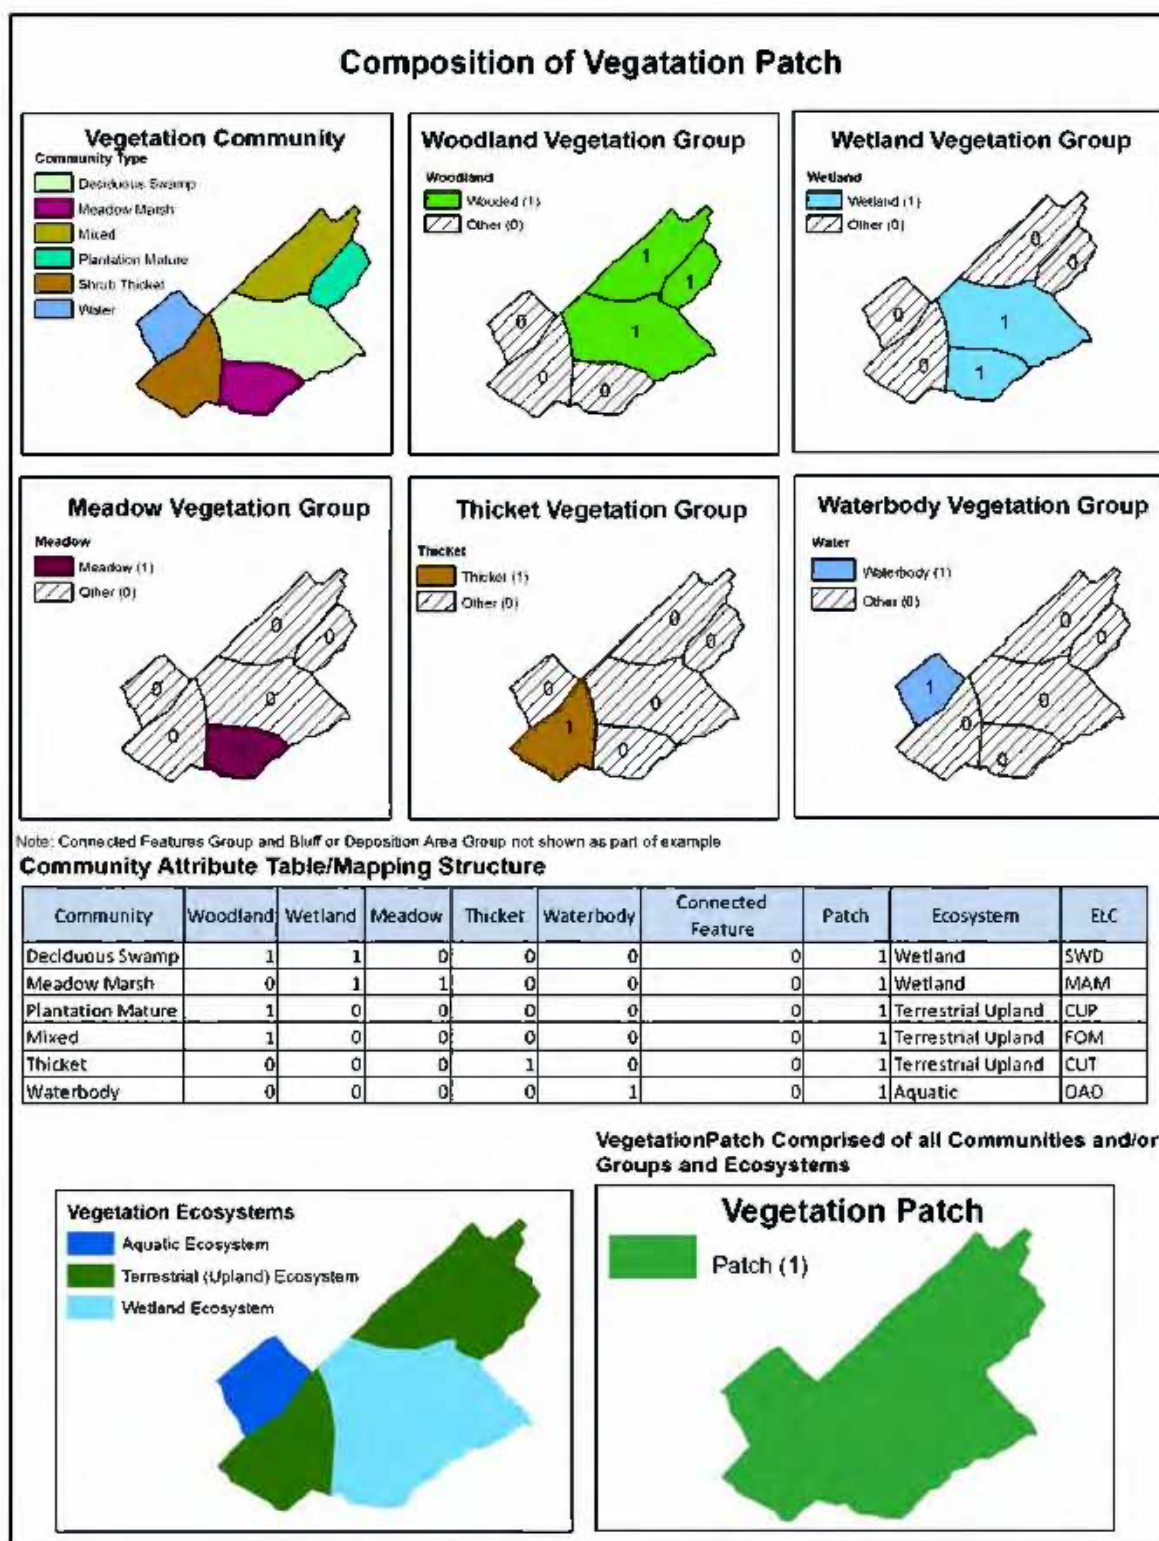 Composition of Vegatation Patch
Vegetation Community
Community Type
Deciduous Swamp
Meadow Marsh
Mixed
Plantation Mature
Shrub Thicket
Water
Woodland Vegetation Group
Woodland
Wooded (1)
Other (0)
1
1
1
0
0
0
Wetland Vegetation Group
Wetland
Wetland (1)
Other (0)
0
0
0
1
0
1
Meadow Vegetation Group
Meadow
Meadow (1)
Other (0)
0
0
0
0
0
Thicket Vegetation Group
Thicket
Thicket (1)
Other (0)
0
0
0
0
1
0
Waterbody Vegetation Group
Water
Waterbody (1)
Other (0)
0
0
1
0
0
0
Note: Connected Features Group and Bluff or Deposition Area Group not shown as part of example
Community Attribute Table/Mapping Structure
Community Woodland Wetland Meadow Thicket Waterbody Connected Feature Patch Ecosystem ELC
Deciduous Swamp 1 1 0 0 0 0 1 Wetland SWD
Meadow Marsh 0 1 1 0 0 0 1 Wetland MAM
Plantation Mature 1 0 0 0 0 0 1 Terrestrial Upland CUP
Mixed 1 0 0 0 0 0 1 Terrestrial Upland FOM
Thicket 0 0 0 1 0 0 1 Terrestrial Upland CUT
Waterbody 0 0 0 0 1 0 1 Aquatic OAO
VegetationPatch Comprised of all Communities and/or
Groups and Ecosystems
Vegetation Ecosystems
Aquatic Ecosystem
Terrestrial (Upland) Ecosystem
Wetland Ecosystem
Vegetation Patch
Patch (1)